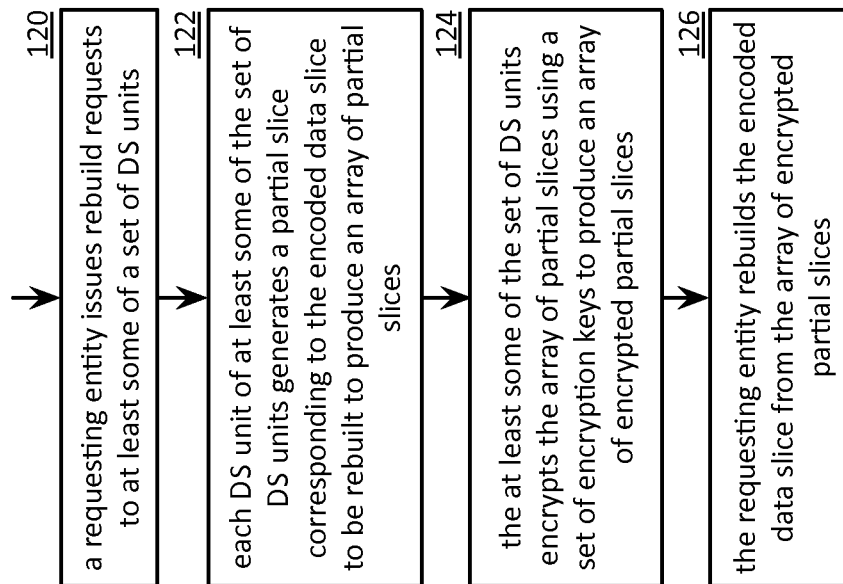 120
a requesting entity issues rebuild requests
to at least some of a set of DS units
122
each DS unit of at least some of the set of
DS units generates a partial slice
corresponding to the encoded data slice
to be rebuilt to produce an array of partial
slices
124
the at least some of the set of DS units
encrypts the array of partial slices using a
set of encryption keys to produce an array
of encrypted partial slices
126
the requesting entity rebuilds the encoded
data slice from the array of encrypted
partial slices